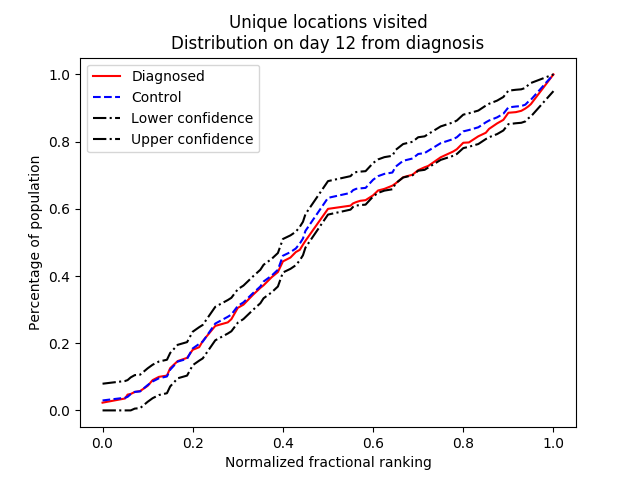 Unique locations visited
Distribution on day 12 from diagnosis
Diagnosed
Control
Lower confidence
Upper confidence
Percentage of population
1.0
0.8
0.6
0.4
0.2
0.0
0.0 0.2 0.4 0.6 0.8 1.0
Normalized fractional ranking